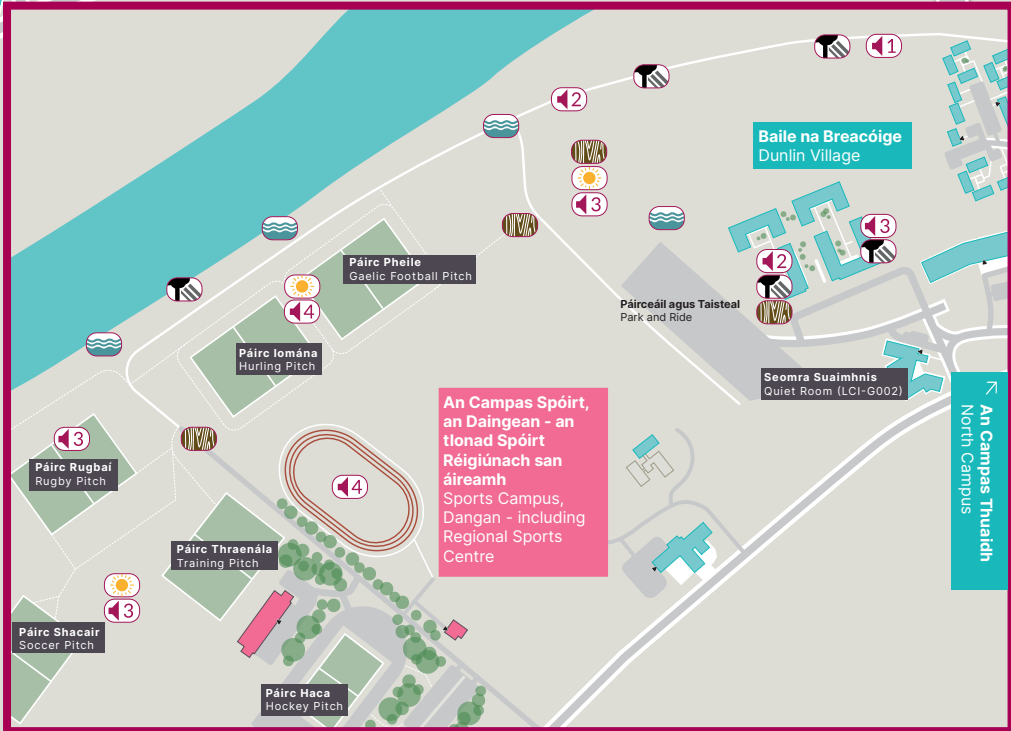 1
2
Baile na Breacóige
Dunlin Village
3
3
2
Páirc Pheile
Gaelic Football Pitch
4
Páirceáil agus Taisteal
Park and Ride
Páirc Iomána
Hurling Pitch
Seomra Suaimhnis
Quiet Room (LCI-G002)
An Campas Thuaidh
North Campus
An Campas Spóirt,
an Daingean - an
tIonad Spóirt
Réigiúnach san
áireamh
Sports Campus,
Dangan - including
Regional Sports
Centre
3
Páirc Rugbaí
Rugby Pitch
4
Páirc Thraenála
Training Pitch
3
Páirc Shacair
Soccer Pitch
Páirc Haca
Hockey Pitch